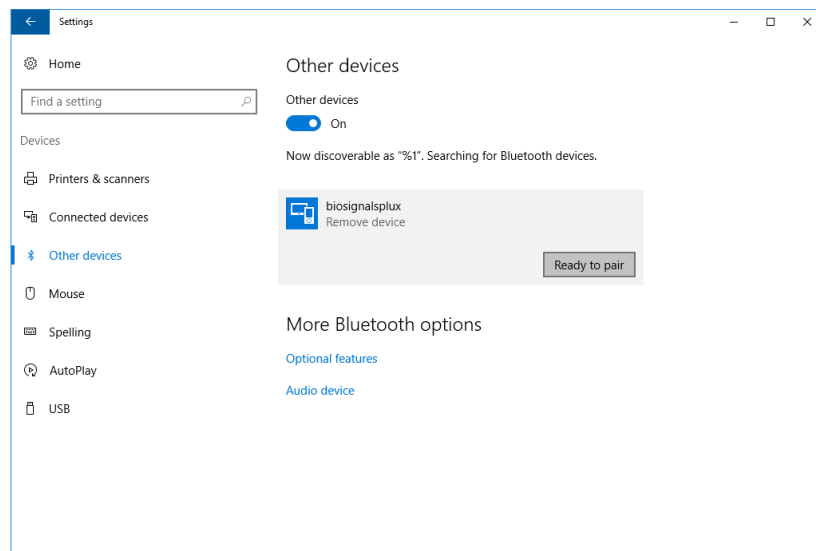 Settings
Home
Find a setting
Devices
Printers & scanners
Connected devices
Other devices
Mouse
Spelling
AutoPlay
USB
Other devices
Other devices
On
Now discoverable as “%1”. Searching for Bluetooth devices.
biosignalsplux
Remove device
Ready to pair
More Bluetooth options
Optional features
Audio device